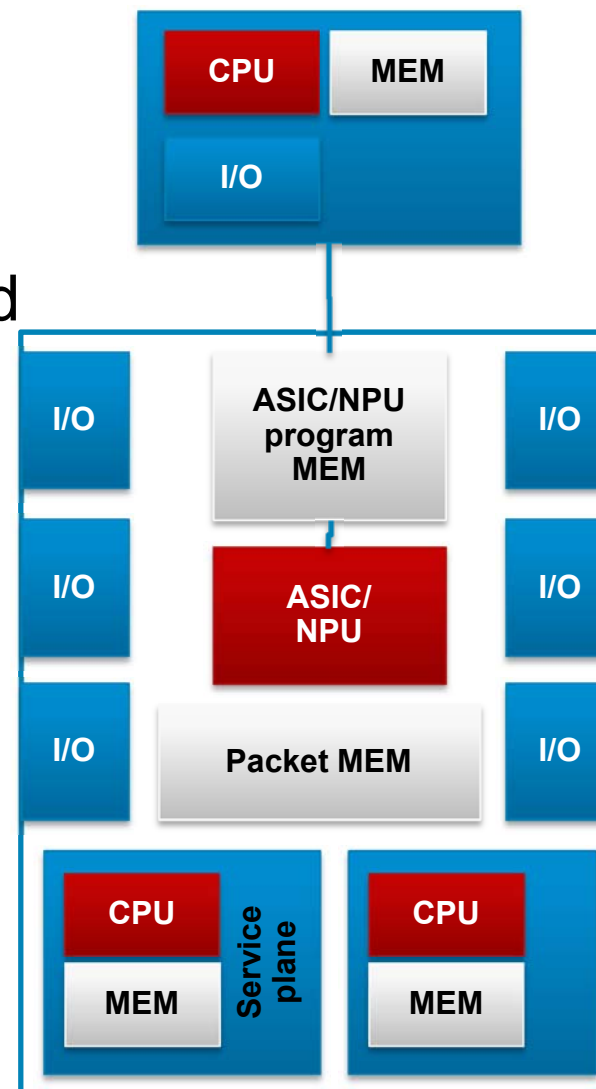 CPU
MEM
I/O
d
I/O
ASIC/NPU
program
MEM
I/O
I/O
ASIC/
NPU
I/O
I/O
Packet MEM
I/O
CPU
MEM
Service
plane
CPU
MEM